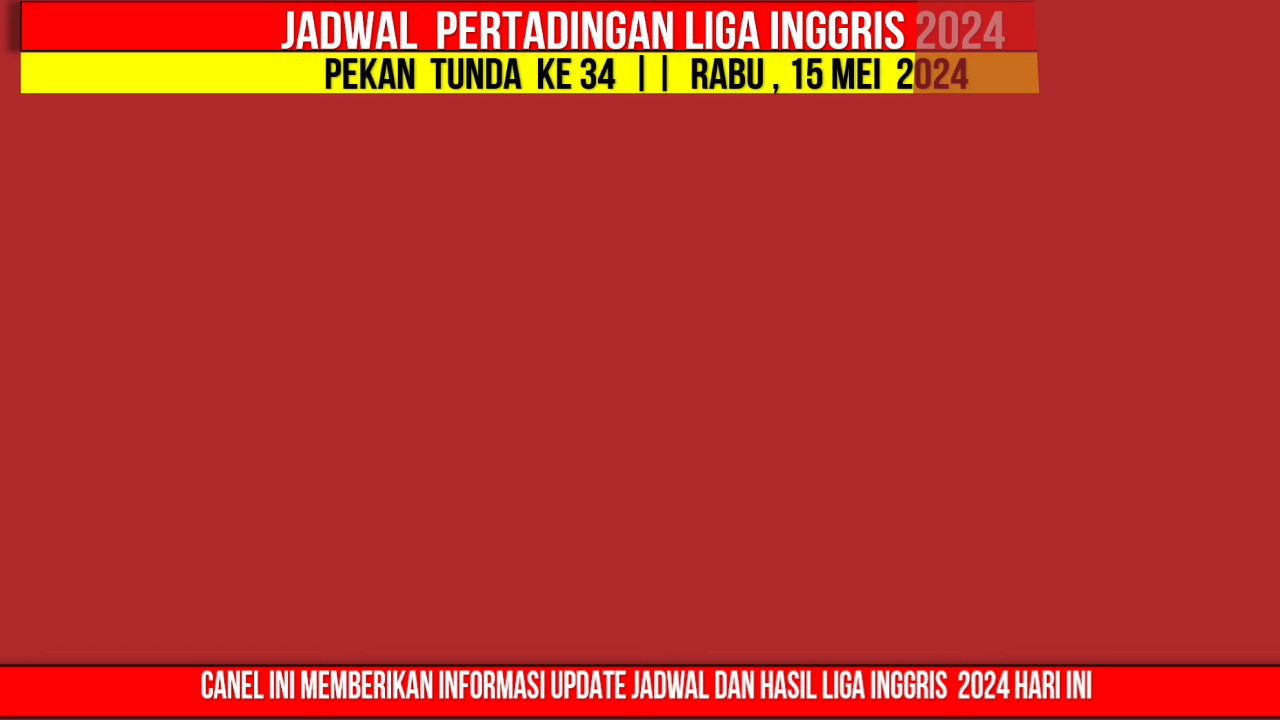 JADWAL PERTADINGAN LIGA INGGRIS 2024
PEKAN TUNDA KE 34 || RABU , 15 MEI 2024
CANEL INI MEMBERIKAN INFORMASI UPDATE JADWAL DAN HASIL LIGA INGGRIS 2024 HARI INI